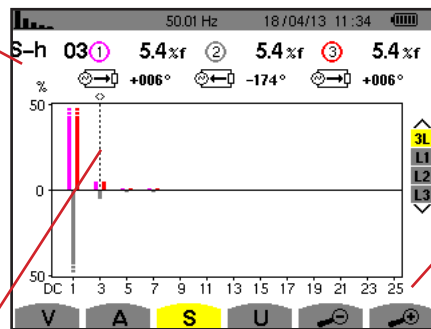 50.01 Hz 18/04/13 11:34
S-h 03 1 5.4%f 2 5.4%f 3 5.4%f
+006° -174° +006°
%
50
3L
L1
L2
0
L3
50
DC 1 3 5 7 9 11 13 15 17 19 21 23 25
V A S U